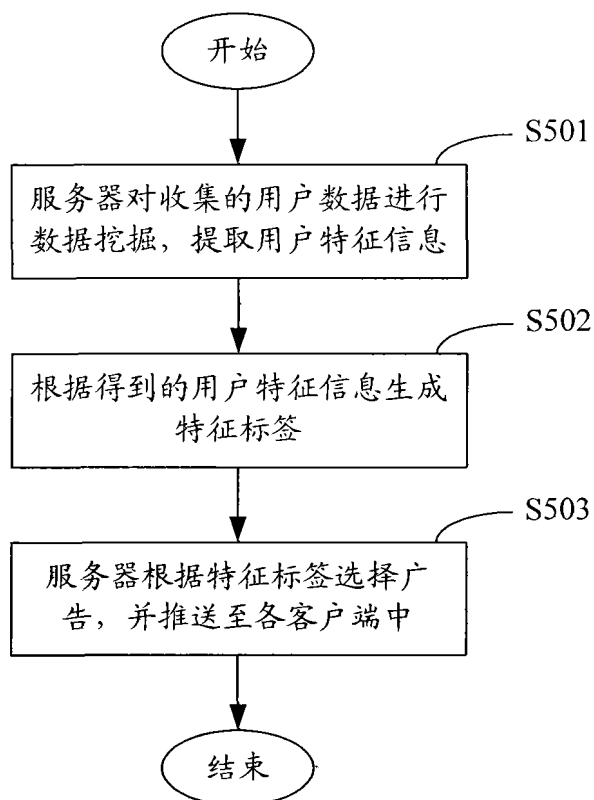 开始
S501
服务器对收集的用户数据进行
数据挖掘，提取用户特征信息
S502
根据得到的用户特征信息生成
特征标签
S503
服务器根据特征标签选择广
告，并推送至各客户端中
结束